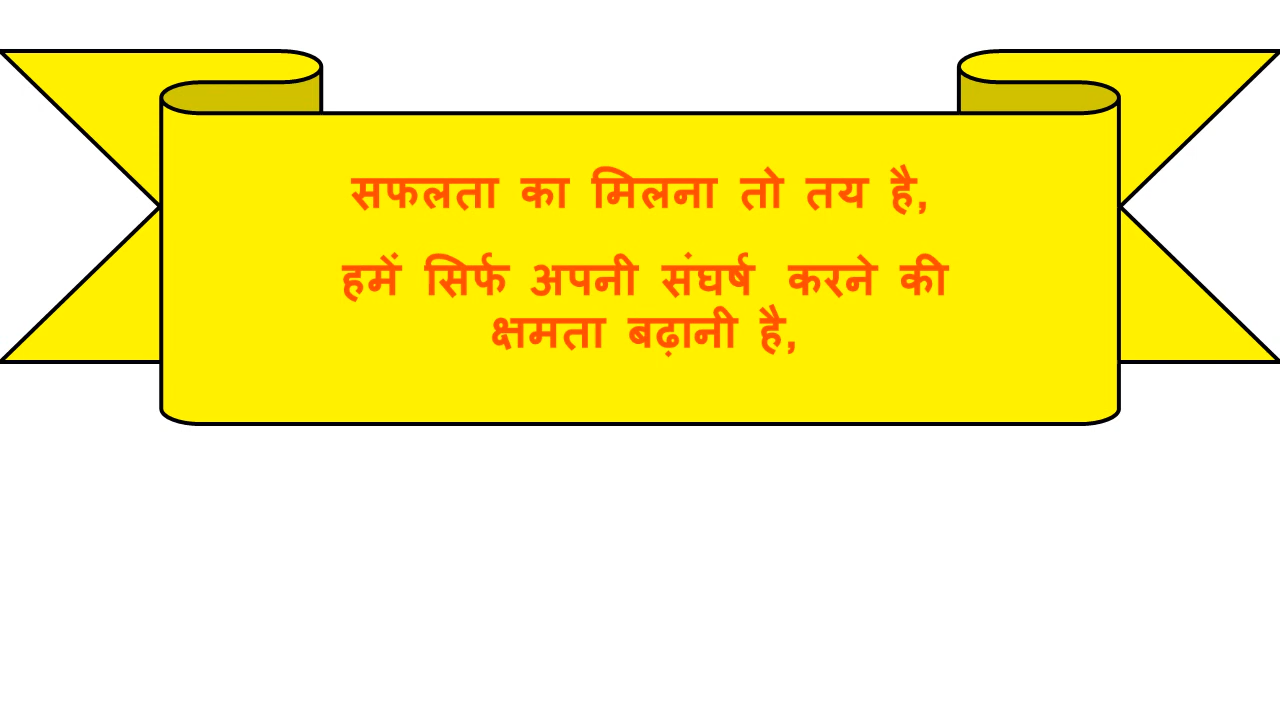 सफलता का मिलना तो तय है,
हमें सिर्फ अपनी संघर्ष करने की
क्षमता बढ़ानी है,